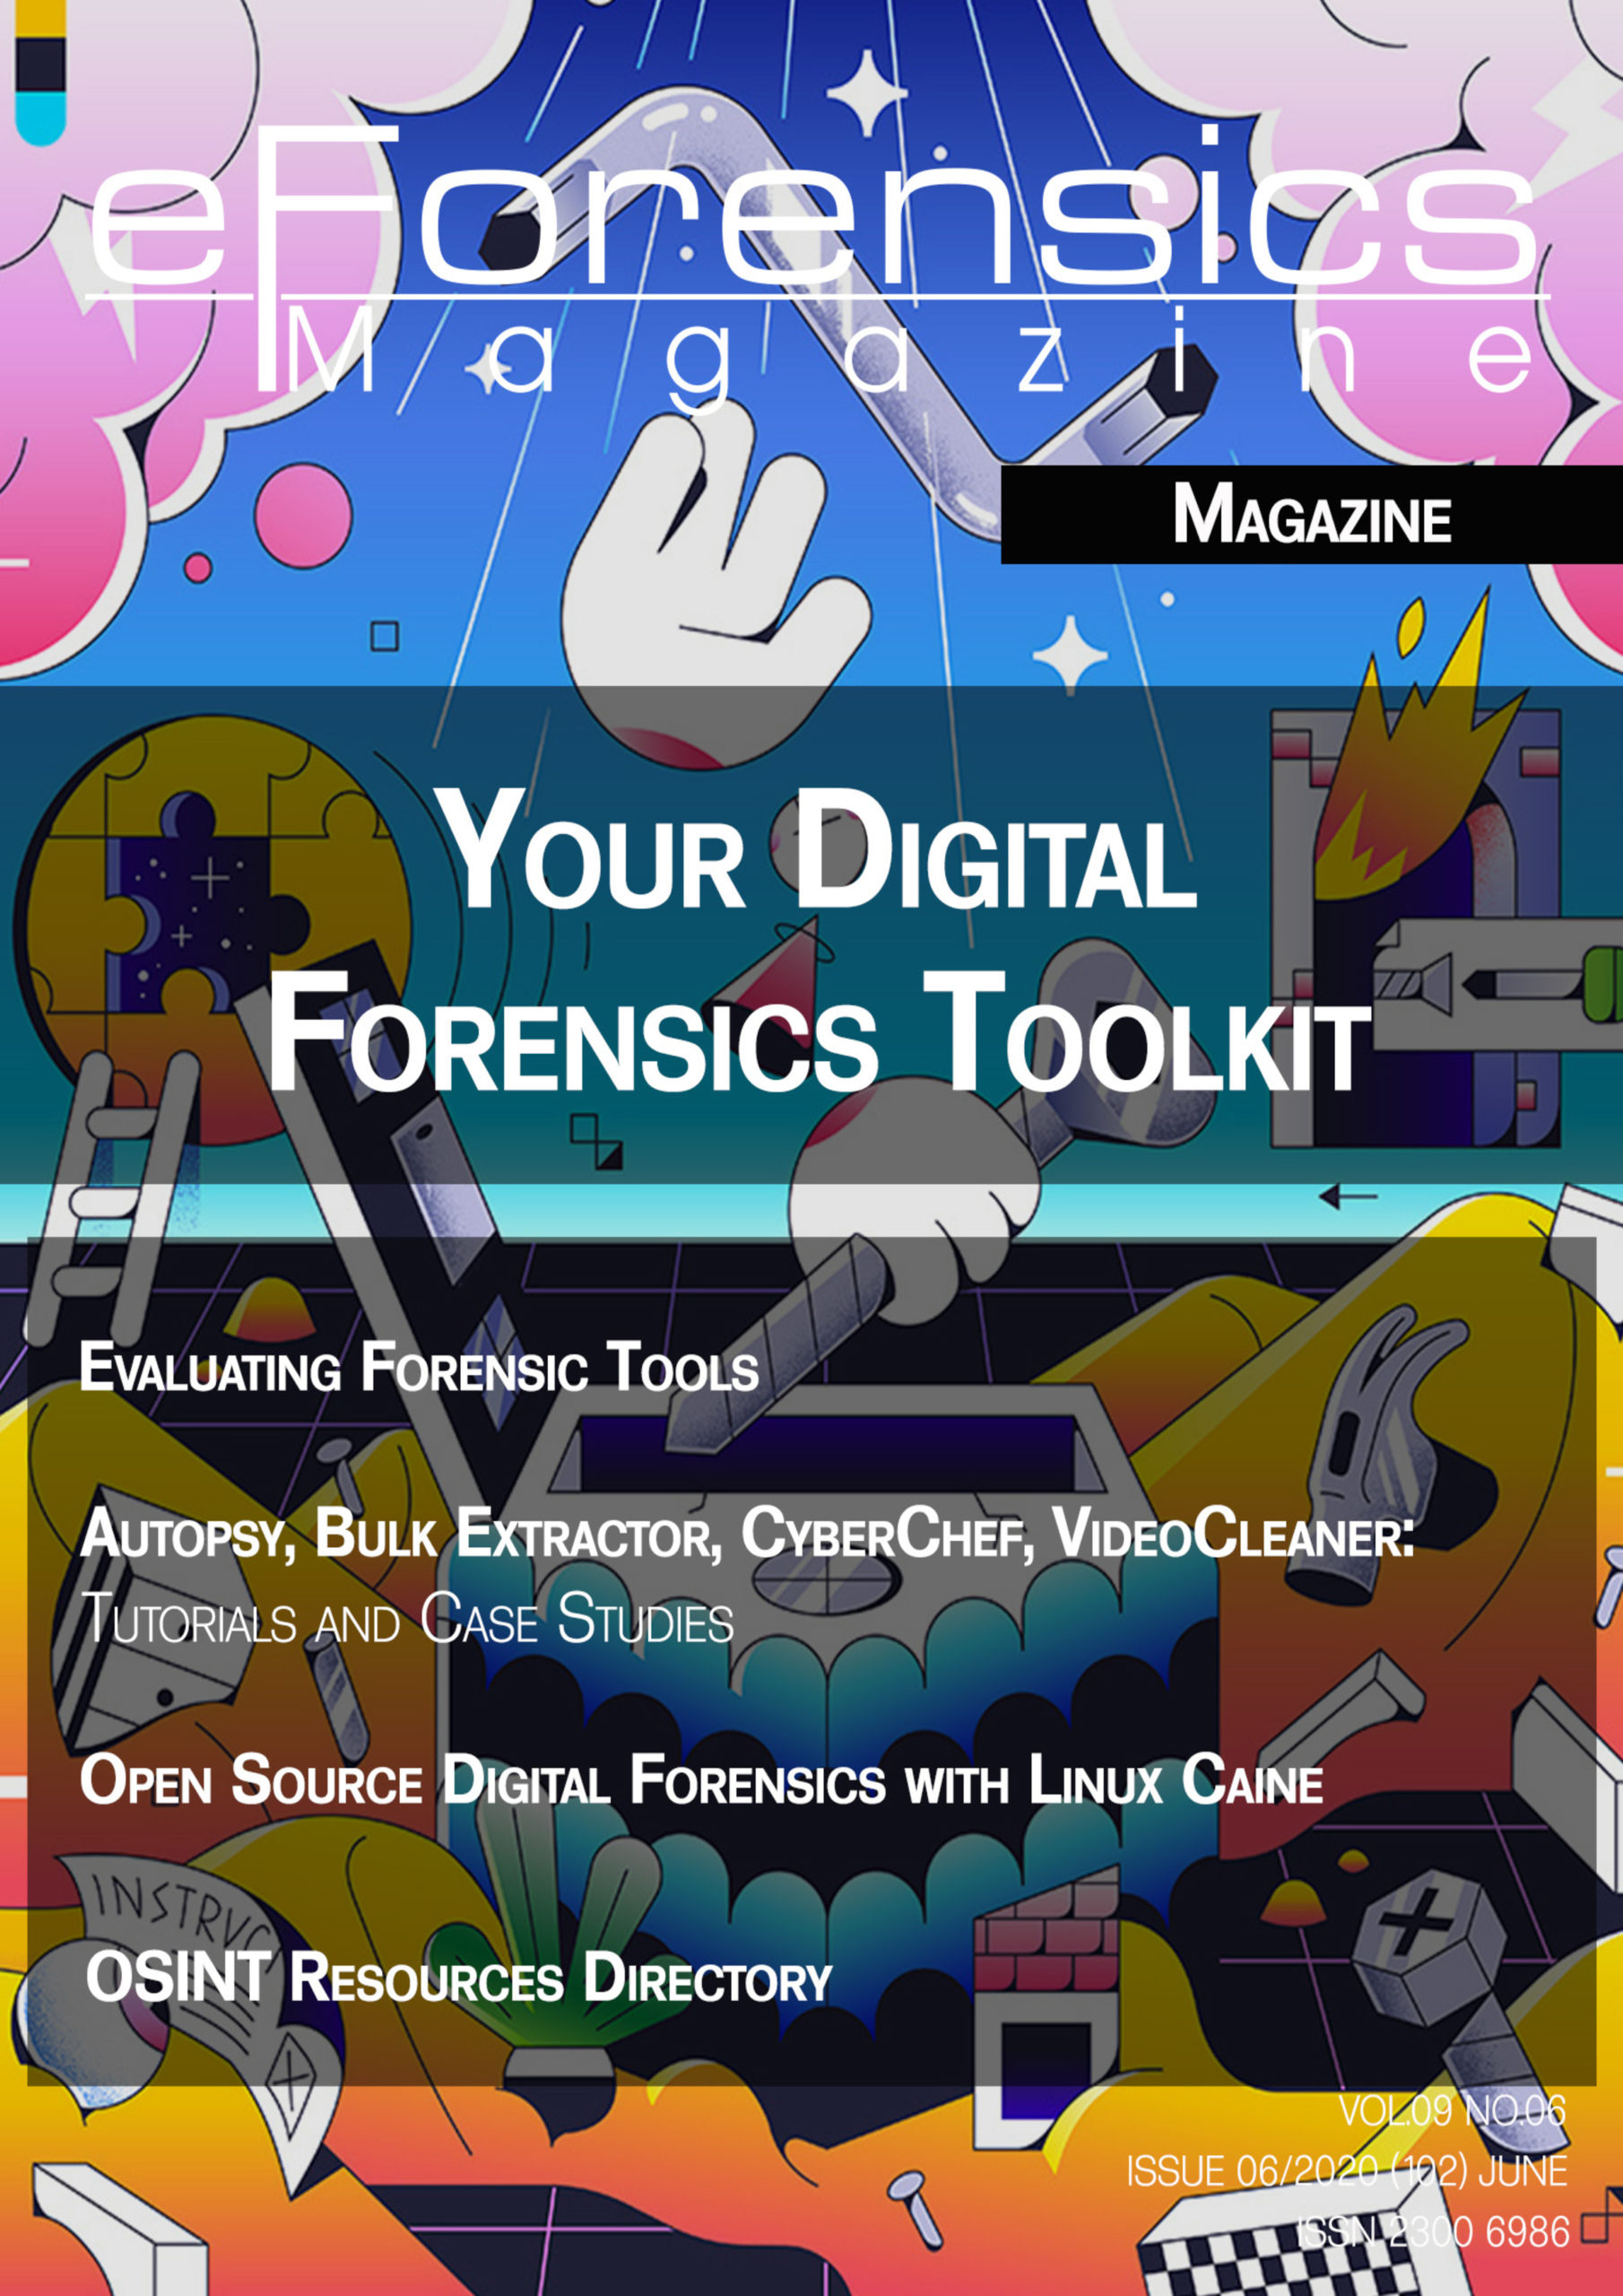 eForensics
Magazine
MAGAZINE
YOUR DIGITAL
FORENSICS TOOLKIT
EVALUATING FORENSIC TOOLS
AUTOPSY, BULK EXTRACTOR, CYBERCHEF, VIDEOCLEANER:
TUTORIALS AND CASE STUDIES
OPEN SOURCE DIGITAL FORENSICS WITH LINUX CAINE
INSTRUC
OSINT RESOURCES DIRECTORY
VOL.09 NO.06
ISSUE 06/2020 (102) JUNE
ISSN 2300 6986